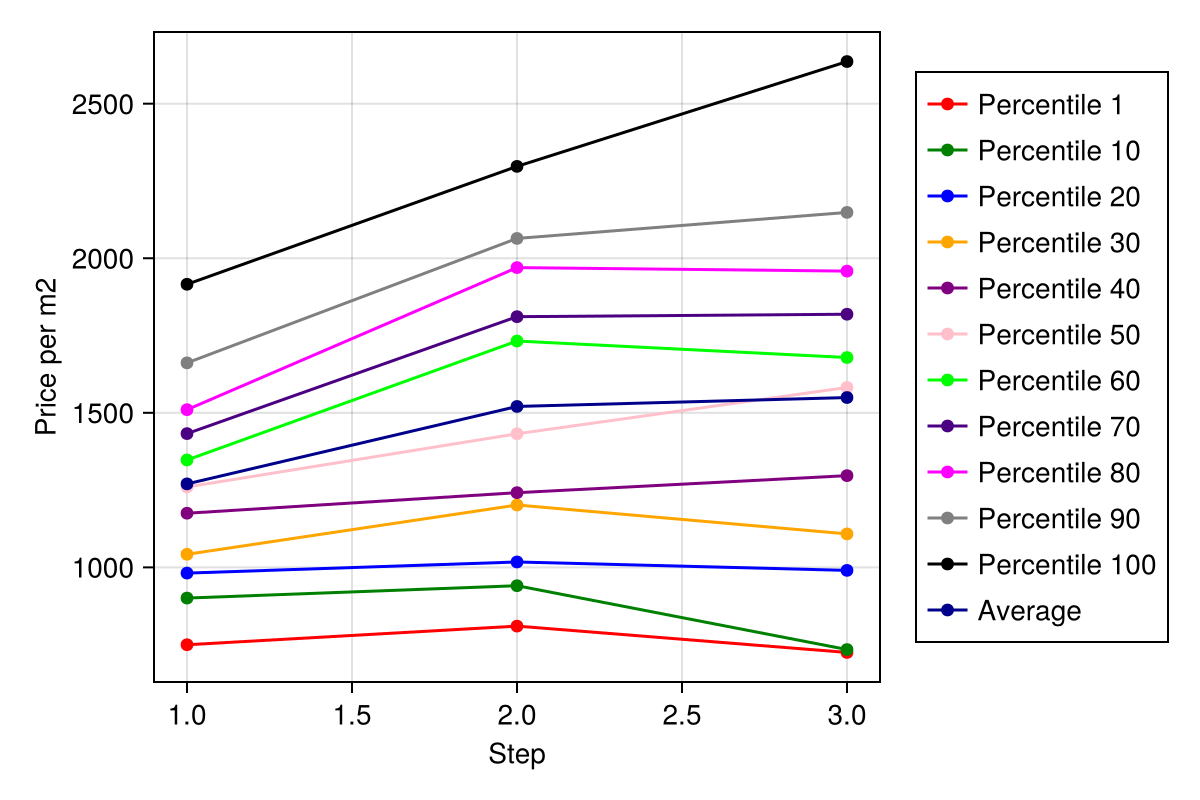 2500
2000
1500
1000
Price per m2
1.0 1.5 2.0 2.5 3.0
Step
Percentile 1
Percentile 10
Percentile 20
Percentile 30
Percentile 40
Percentile 50
Percentile 60
Percentile 70
Percentile 80
Percentile 90
Percentile 100
Average